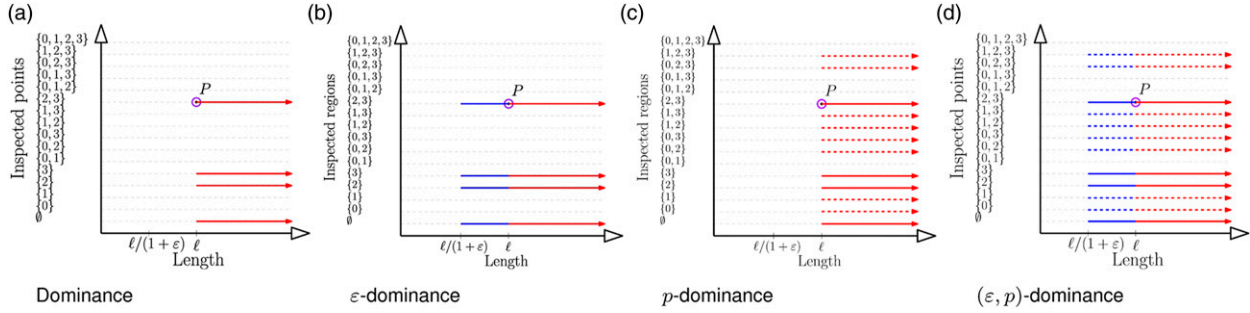 (a)
Inspected points
{0, 1, 2, 3}
{1, 2, 3}
{0, 2, 3}
{0, 1, 3}
{0, 1, 2}
{2, 3}
{1, 3}
{1, 2}
{0, 3}
{0, 2}
{0, 1}
{3}
{2}
{1}
{0}
∅
P
ℓ/(1 + ε) ℓ
Length
Dominance
(b)
Inspected regions
{0, 1, 2, 3}
{1, 2, 3}
{0, 2, 3}
{0, 1, 3}
{0, 1, 2}
{2, 3}
{1, 3}
{1, 2}
{0, 3}
{0, 2}
{0, 1}
{3}
{2}
{1}
{0}
∅
P
ℓ/(1 + ε) ℓ
Length
ε-dominance
(c)
Inspected regions
{0, 1, 2, 3}
{1, 2, 3}
{0, 2, 3}
{0, 1, 3}
{0, 1, 2}
{2, 3}
{1, 3}
{1, 2}
{0, 3}
{0, 2}
{0, 1}
{3}
{2}
{1}
{0}
∅
P
ℓ/(1 + ε) ℓ
Length
p-dominance
(d)
Inspected points
{0, 1, 2, 3}
{1, 2, 3}
{0, 2, 3}
{0, 1, 3}
{0, 1, 2}
{2, 3}
{1, 3}
{1, 2}
{0, 3}
{0, 2}
{0, 1}
{3}
{2}
{1}
{0}
∅
P
ℓ/(1 + ε) ℓ
Length
(ε, p)-dominance